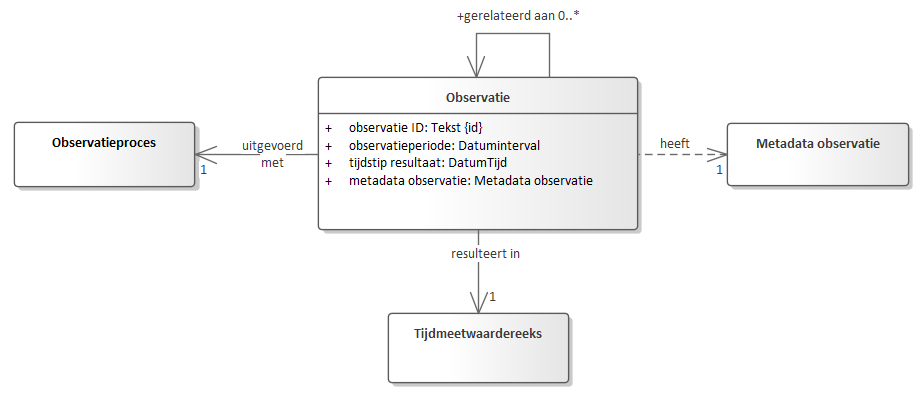 +gerelateerd aan 0..*
Observatie
+ observatie ID: Tekst {id}
+ observatieperiode: Datuminterval
+ tijdstip resultaat: DatumTijd
+ metadata observatie: Metadata observatie
Observatieproces
uitgevoerd
met
1
heeft
1
Metadata observatie
resulteert in
1
Tijdmeetwaardereeks